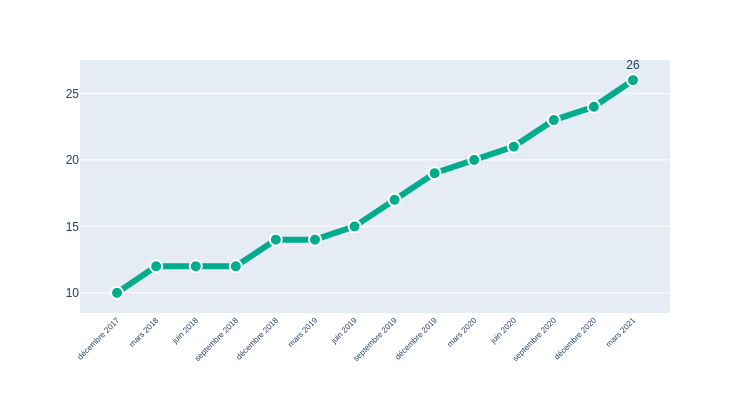 26
25
20
15
10
décembre 2017
mars 2018
juin 2018
septembre 2018
décembre 2018
mars 2019
juin 2019
septembre 2019
décembre 2019
mars 2020
juin 2020
septembre 2020
décembre 2020
mars 2021